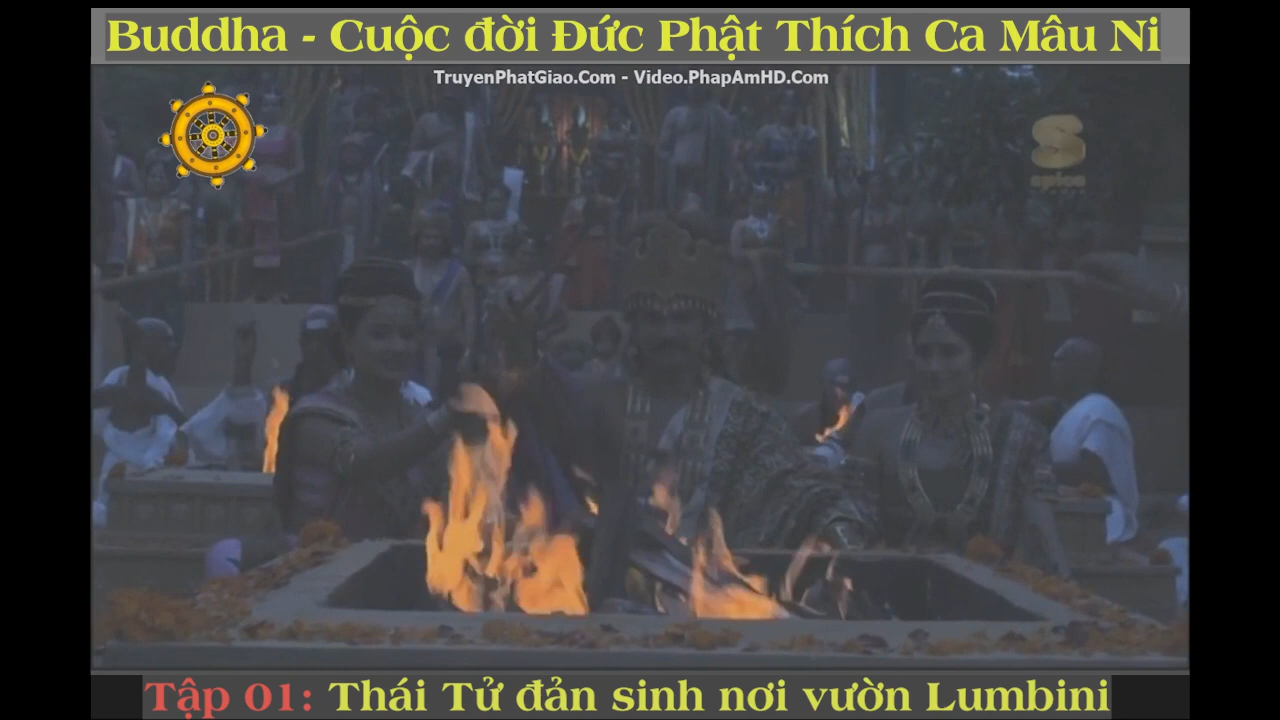 Buddha - Cuộc đời Đức Phật Thích Ca Mâu Ni
TruyenPhatGiao.Com - Video.PhapAmHD.Com
Tập 01: Thái Tử đản sinh nơi vườn Lumbini